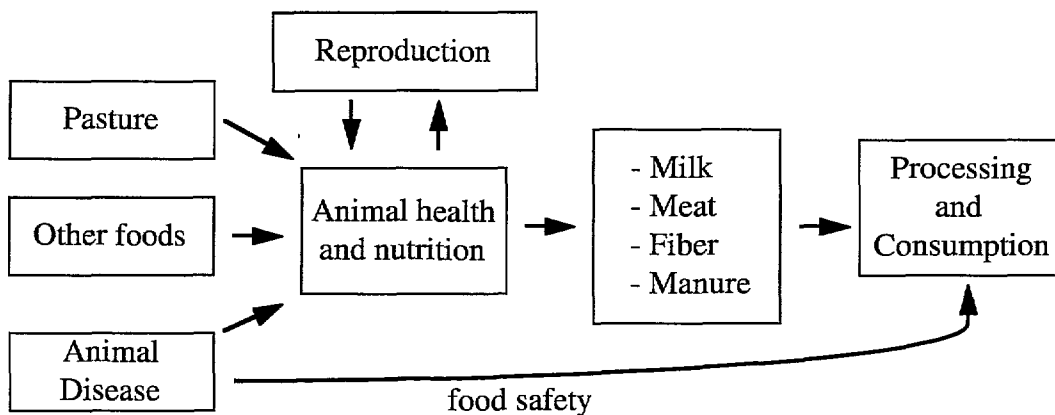 Reproduction
Pasture
Other foods
Animal
Disease
Animal health
and nutrition
- Milk
- Meat
- Fiber
- Manure
Processing
and
Consumption
food safety